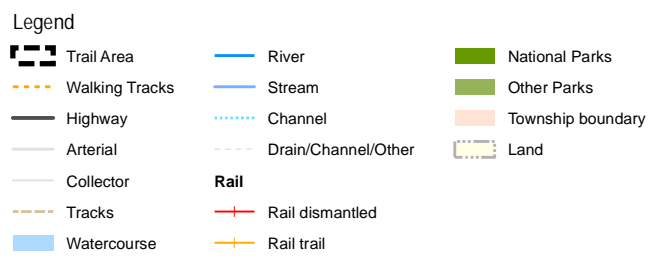 Legend
Trail Area
Walking Tracks
Highway
Arterial
Collector
Tracks
Watercourse
River
Stream
Channel
Drain/Channel/Other
Rail
Rail dismantled
Rail trail
National Parks
Other Parks
Township boundary
Land